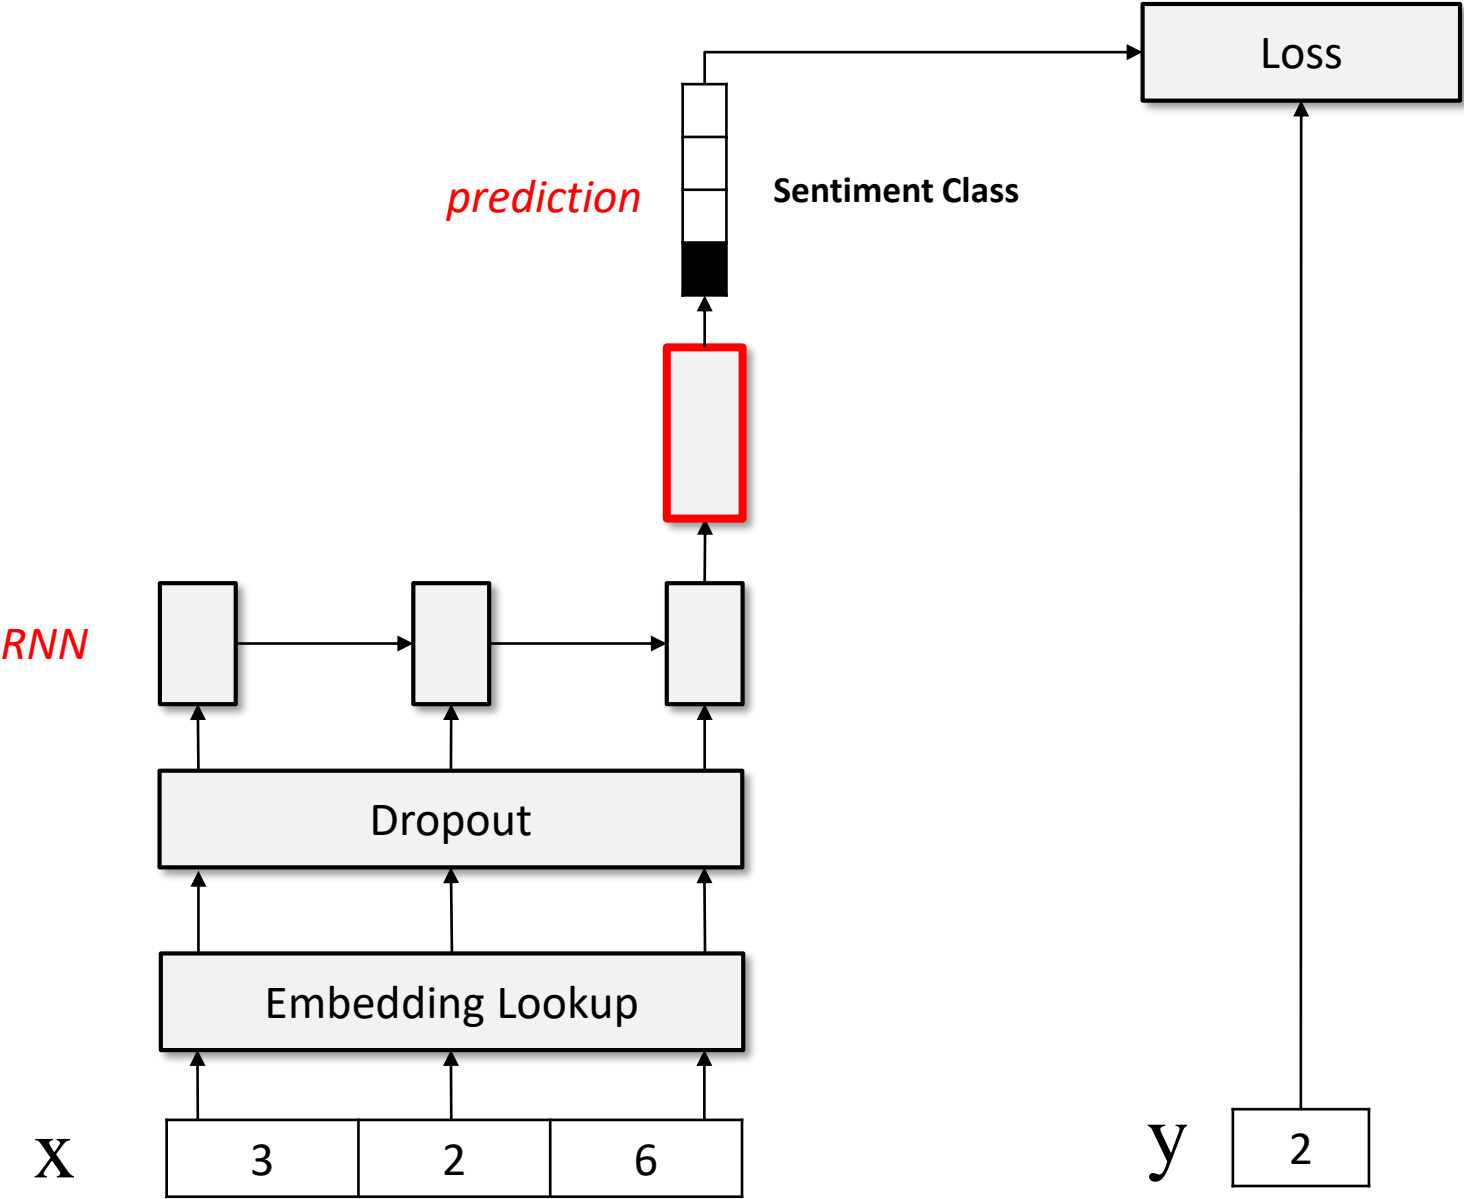 Loss
prediction
Sentiment Class
RNN
Dropout
Embedding Lookup
x 3 2 6
y 2